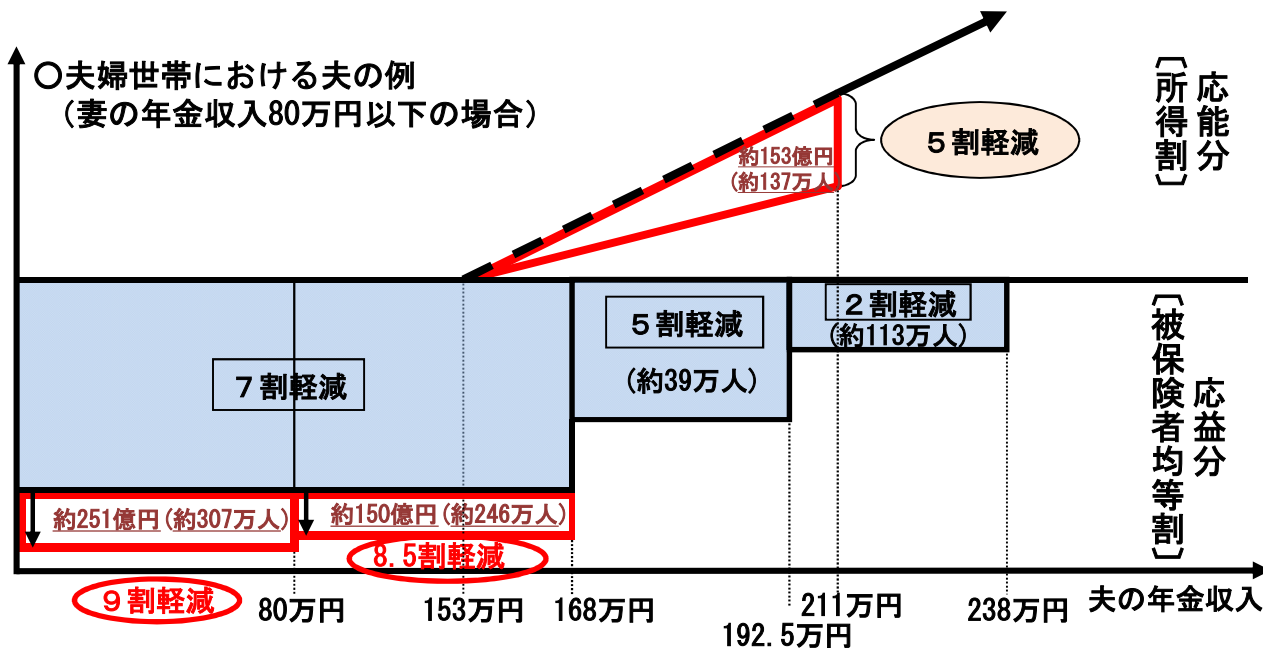 〇夫婦世帯における夫の例
（妻の年金収入80万円以下の場合）
応能分
〔所得割〕
５割軽減
約153億円
(約137万人
５割軽減
(約39万人)
２割軽減
(約113万人)
７割軽減
応益分
〔被保険者均等割〕
約251億円(約307万人)
約150億円(約246万人)
8.5割軽減
９割軽減
80万円
153万円
168万円
192.5万円
211万円
238万円
夫の年金収入